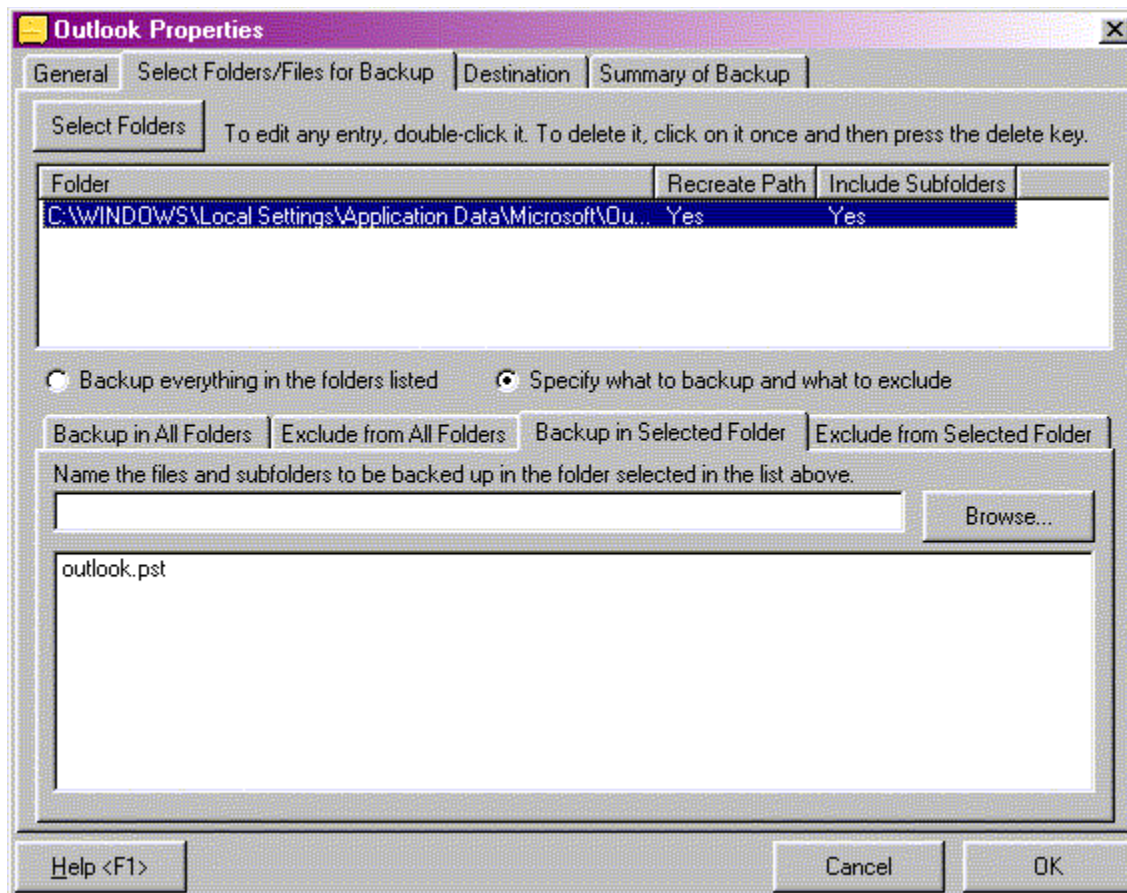 Outlook Properties
General Select Folders/Files for Backup Destination Summary of Backup
Select Folders To edit any entry, double-click it. To delete it, click on it once and then press the delete key.
Folder Recreate Path Include Subfolders
C:\WINDOWS\Local Settings\Application Data\Microsoft\Ou... Yes Yes
Backup everything in the folders listed Specify what to backup and what to exclude
Backup in All Folders Exclude from All Folders Backup in Selected Folder Exclude from Selected Folder
Name the files and subfolders to be backed up in the folder selected in the list above.
Browse...
outlook.pst
Help <F1> Cancel OK